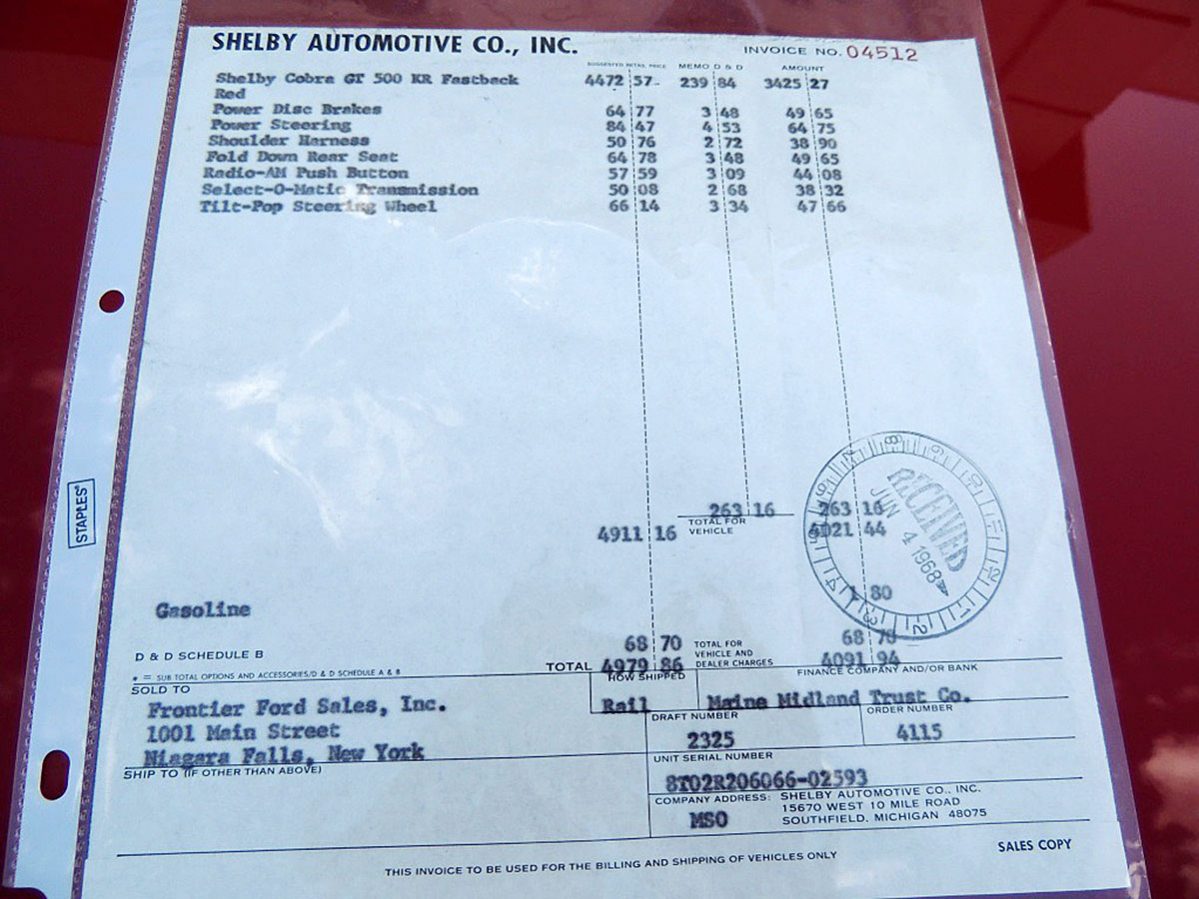 SHELBY AUTOMOTIVE CO., INC.
INVOICE NO. 04512
SUGGESTED RETAIL PRICE MEMO D & D AMOUNT
Shelby Cobra GT 500 KR Fastback 4472 57 239 84 3425 27
Red
Power Disc Brakes 64 77 3 48 49 65
Power Steering 84 47 4 53 64 75
Shoulder Harness 50 76 2 72 38 90
Fold Down Rear Seat 64 78 3 48 49 65
Radio-AM Push Button 57 59 3 09 44 08
Select-O-Matic Transmission 50 08 2 68 38 32
Tilt-Pop Steering Wheel 66 14 3 34 47 66
263 16 263 16
4911 16 TOTAL FOR VEHICLE 4021 44
RECEIVED
JUN 4 1968
Gasoline 1 80
68 70 68 70
D & D SCHEDULE B
TOTAL 4979 86 TOTAL FOR VEHICLE AND DEALER CHARGES 4091 94
* = SUB TOTAL OPTIONS AND ACCESSORIES/D & D SCHEDULE A & B
HOW SHIPPED FINANCE COMPANY AND/OR BANK
SOLD TO
Rail Maine Midland Trust Co.
Frontier Ford Sales, Inc.
DRAFT NUMBER ORDER NUMBER
1001 Main Street
2325 4115
Niagara Falls, New York
UNIT SERIAL NUMBER
SHIP TO (IF OTHER THAN ABOVE)
8T02R206066-02593
COMPANY ADDRESS: SHELBY AUTOMOTIVE CO., INC.
15670 WEST 10 MILE ROAD
MSO SOUTHFIELD, MICHIGAN 48075
SALES COPY
THIS INVOICE TO BE USED FOR THE BILLING AND SHIPPING OF VEHICLES ONLY
STAPLES